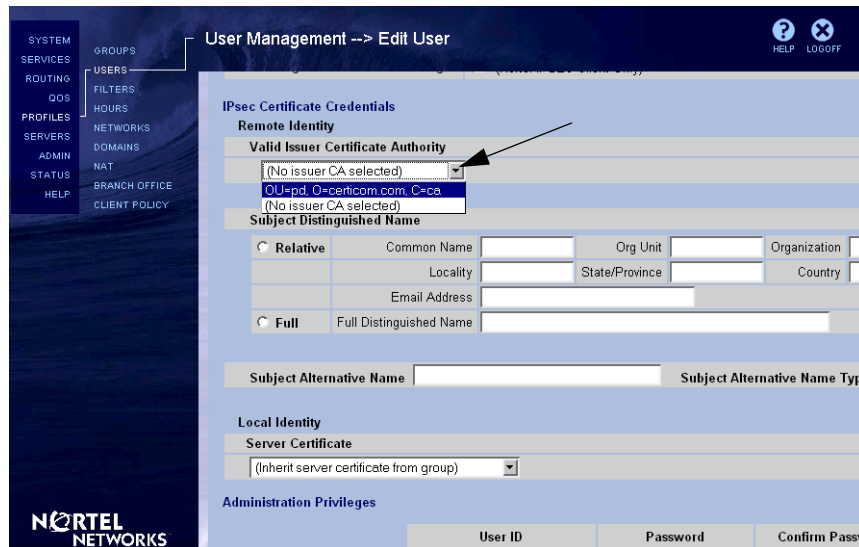 User Management --> Edit User
HELP
LOGOFF
SYSTEM
SERVICES
ROUTING
QOS
PROFILES
SERVERS
ADMIN
STATUS
HELP
GROUPS
USERS
FILTERS
HOURS
NETWORKS
DOMAINS
NAT
BRANCH OFFICE
CLIENT POLICY
IPsec Certificate Credentials
Remote Identity
Valid Issuer Certificate Authority
(No issuer CA selected)
OU=pd, O=certicom.com, C=ca
(No issuer CA selected)
Subject Distinguished Name
Relative Common Name Org Unit Organization
Locality State/Province Country
Email Address
Full Full Distinguished Name
Subject Alternative Name Subject Alternative Name Typ
Local Identity
Server Certificate
(Inherit server certificate from group)
Administration Privileges
User ID Password Confirm Pass
NORTEL
NETWORKS